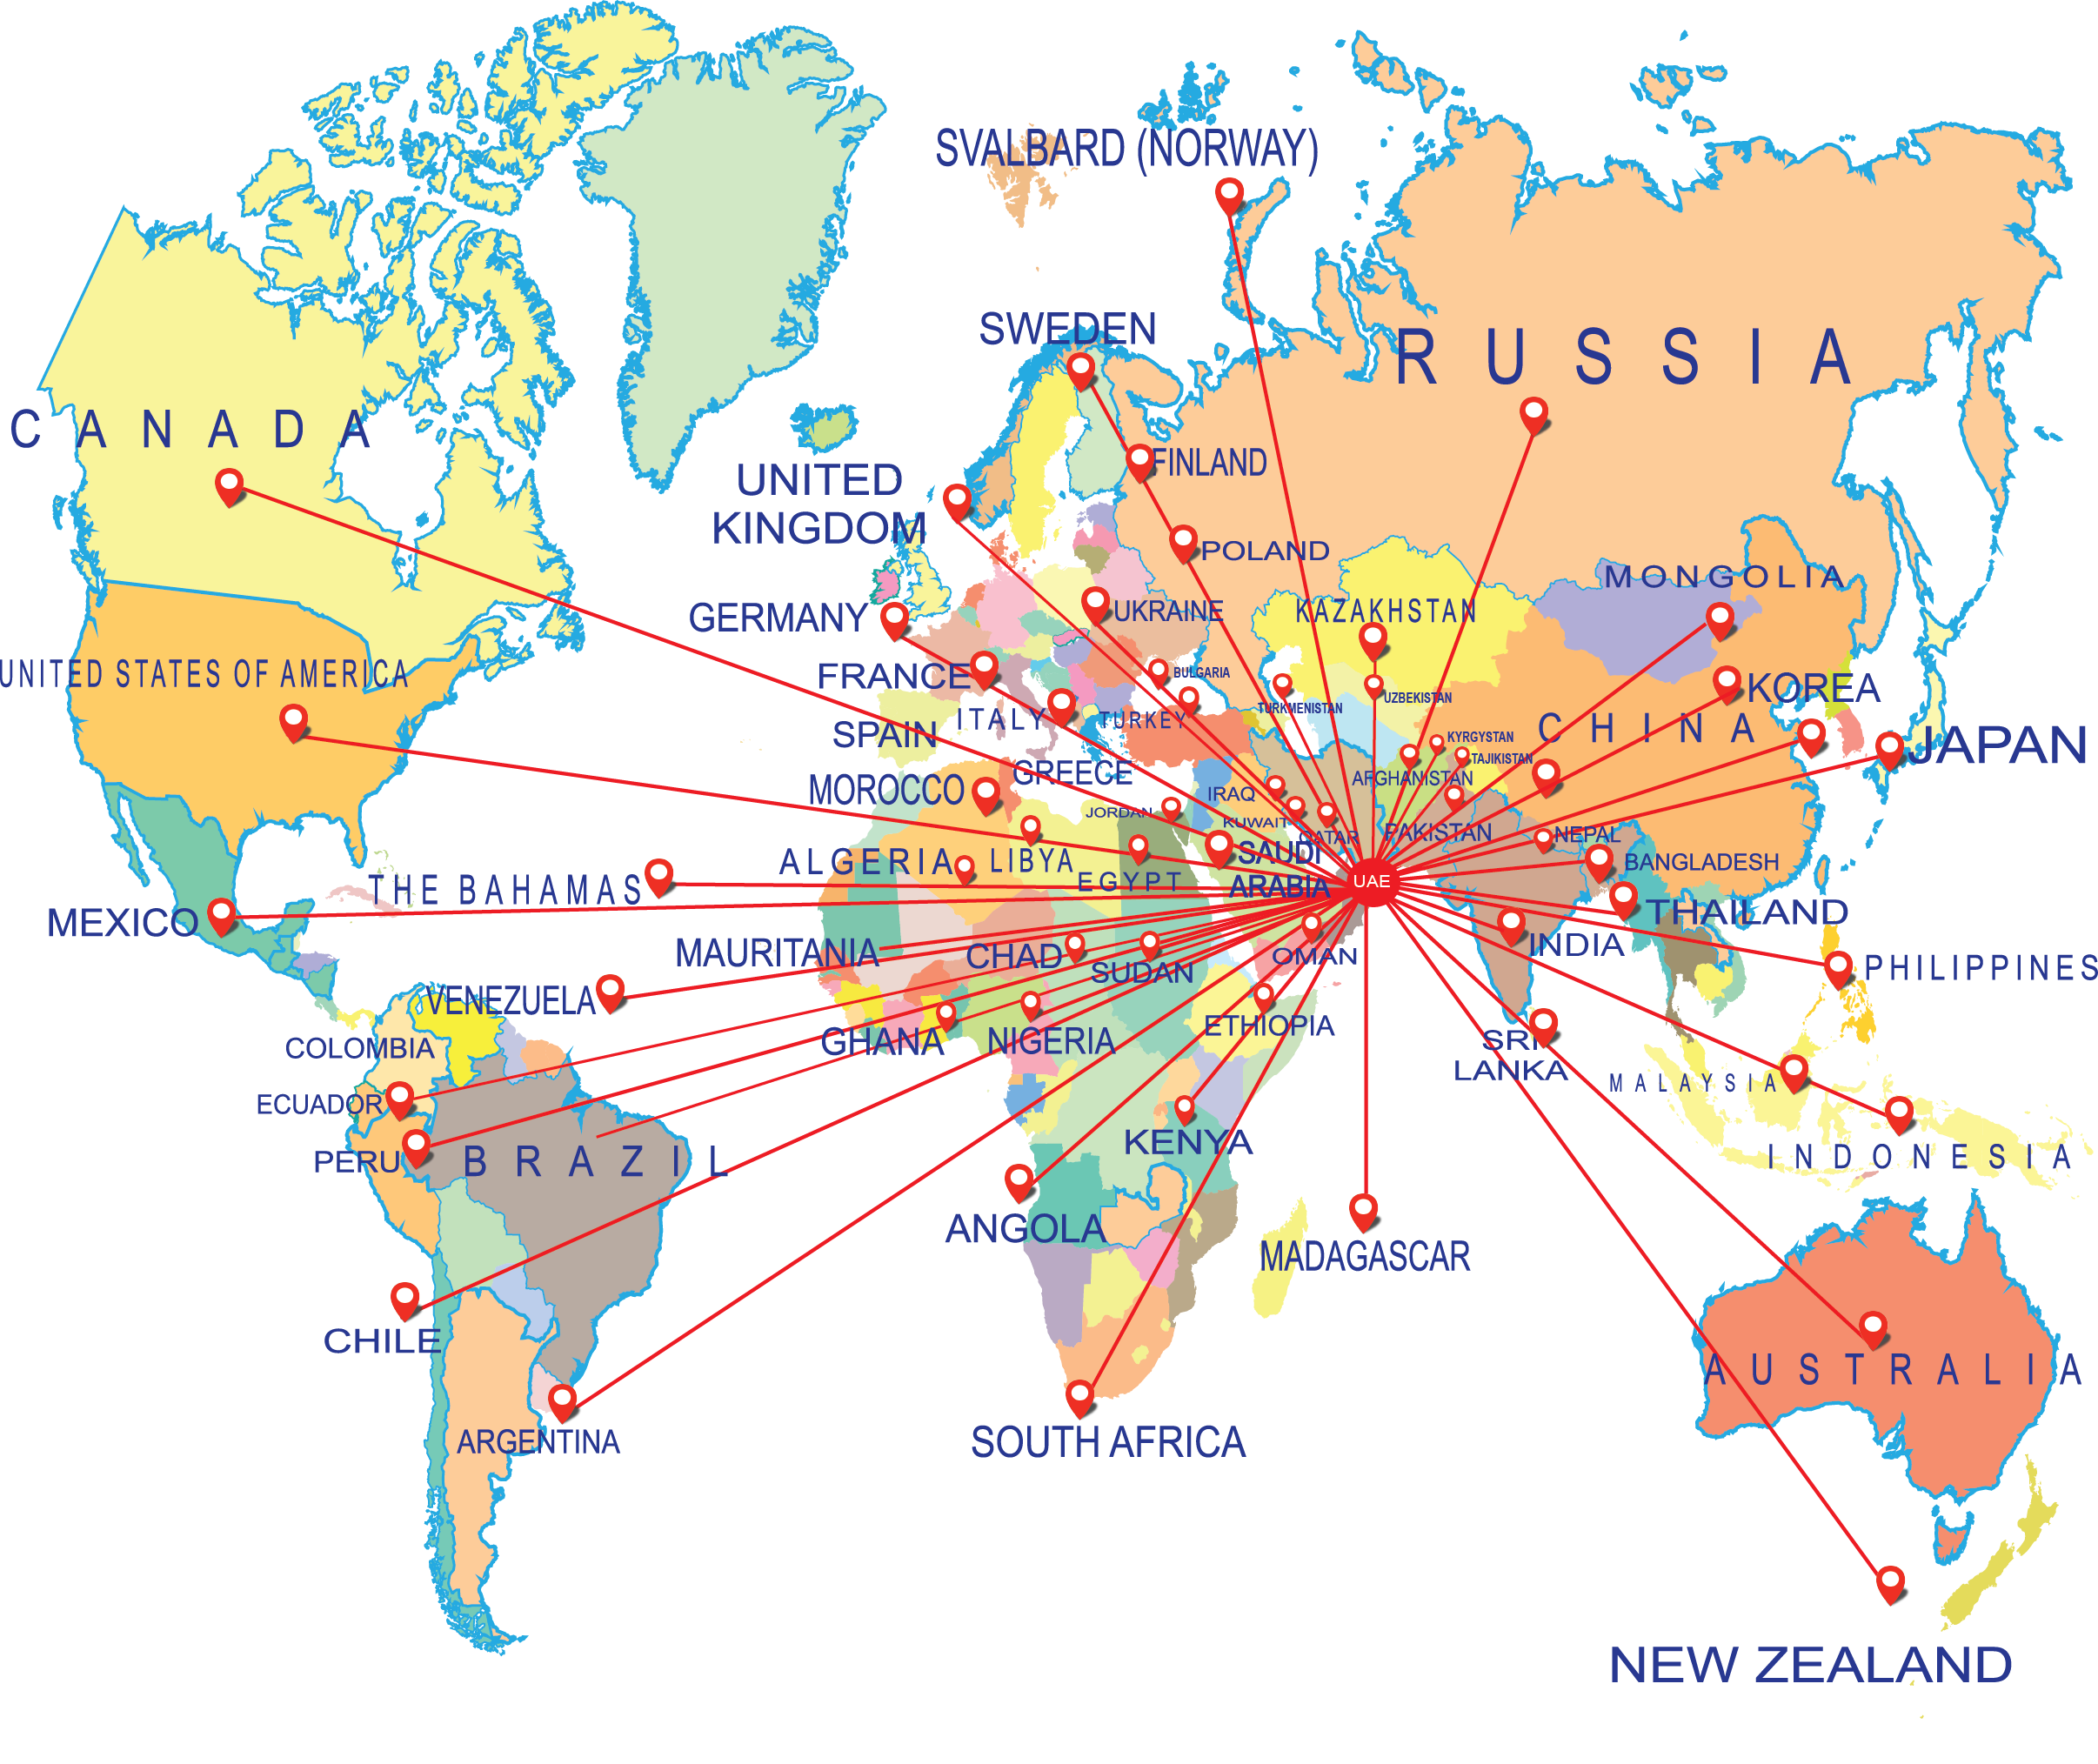 SVALBARD (NORWAY)
SWEDEN
RUSSIA
CANADA
FINLAND
UNITED
KINGDOM
POLAND
MONGOLIA
GERMANY
UKRAINE
KAZAKHSTAN
UNITED STATES OF AMERICA
FRANCE
BULGARIA
KOREA
UZBEKISTAN
TURKMENISTAN
ITALY
TURKEY
SPAIN
CHINA
KYRGYSTAN
JAPAN
TAJIKISTAN
GREECE
AFGHANISTAN
MOROCCO
IRAQ
JORDAN
KUWAIT
QATAR
PAKISTAN
NEPAL
SAUDI
ARABIA
ALGERIA
LIBYA
BANGLADESH
EGYPT
UAE
THE BAHAMAS
MEXICO
THAILAND
MAURITANIA
CHAD
SUDAN
OMAN
INDIA
PHILIPPINES
VENEZUELA
COLOMBIA
GHANA
NIGERIA
ETHIOPIA
SRI
LANKA
MALAYSIA
ECUADOR
PERU
BRAZIL
KENYA
INDONESIA
ANGOLA
MADAGASCAR
CHILE
AUSTRALIA
ARGENTINA
SOUTH AFRICA
NEW ZEALAND